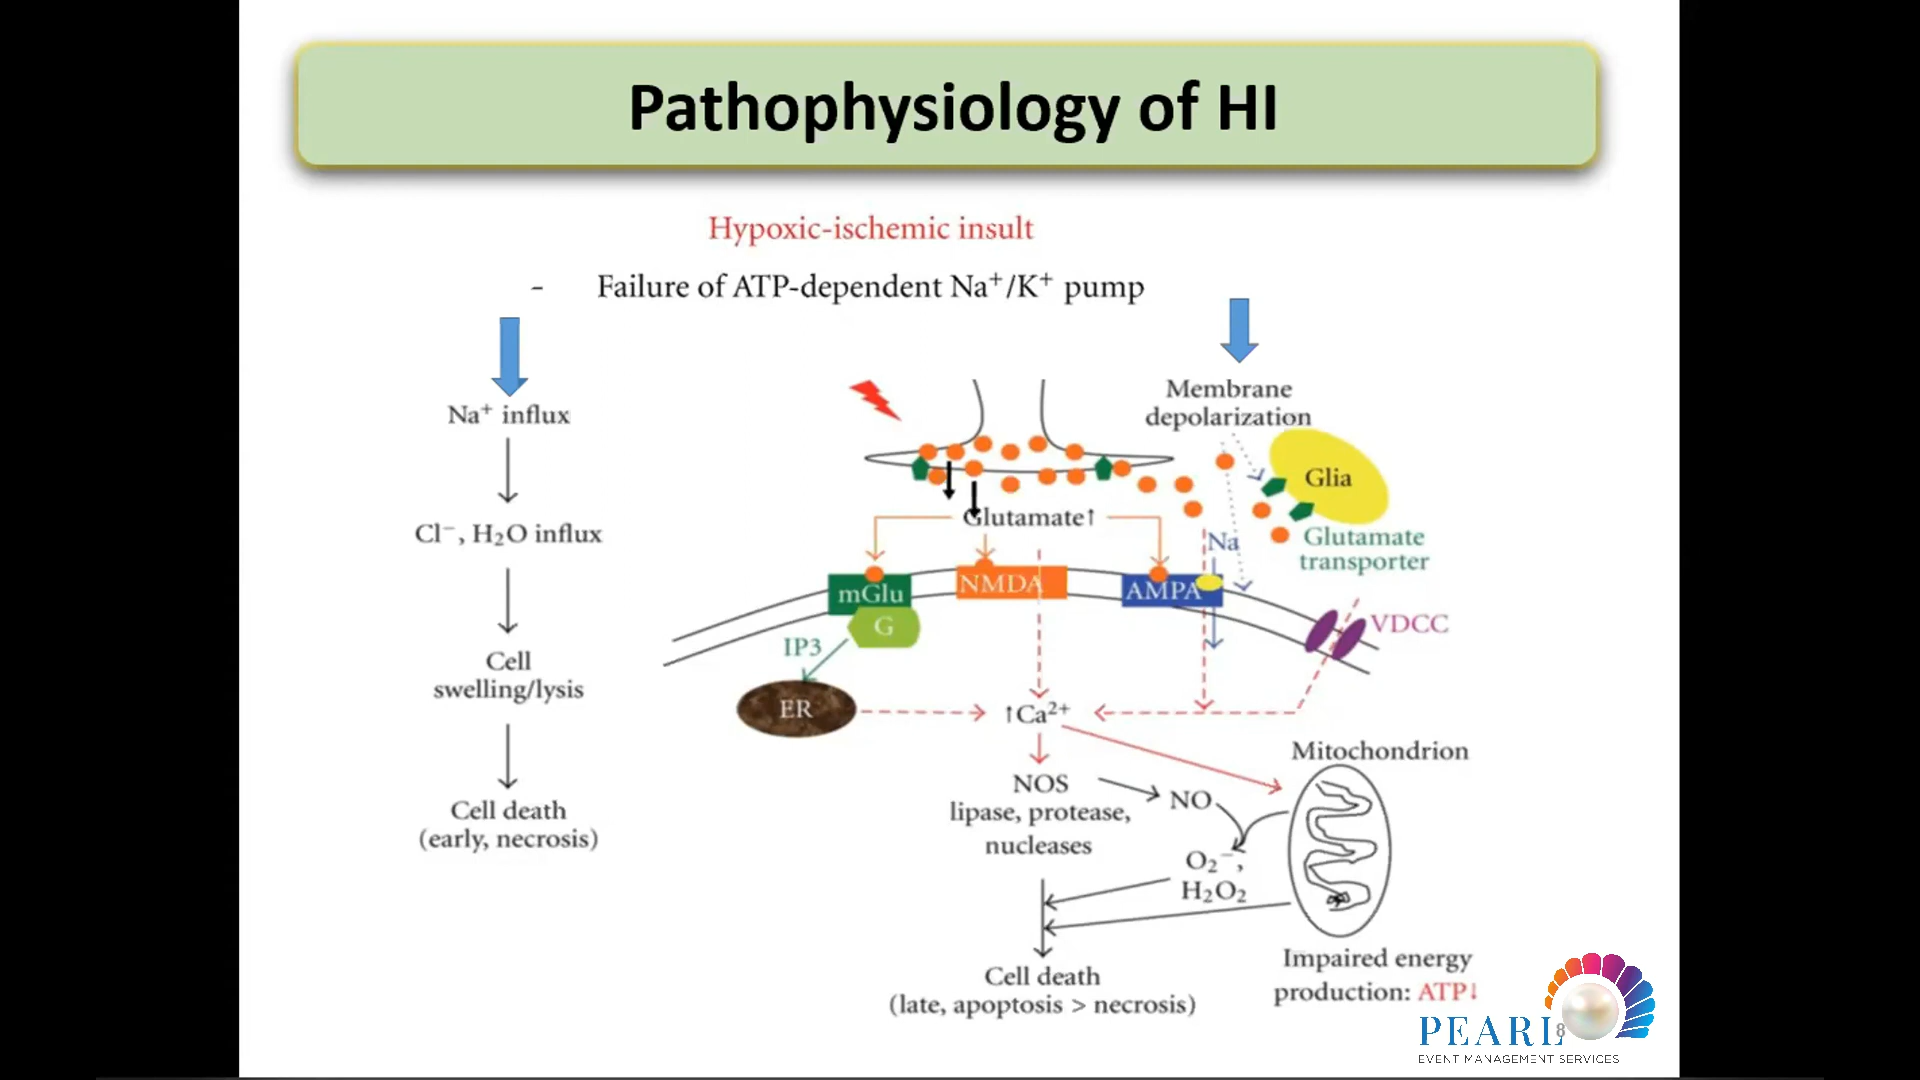 Pathophysiology of HI
Hypoxic-ischemic insult
- Failure of ATP-dependent Na⁺/K⁺ pump
Na⁺ influx
Cl⁻, H₂O influx
Cell
swelling/lysis
Cell death
(early, necrosis)
Membrane
depolarization
Glia
Glutamate
transporter
Glutamate↑
Na
mGlu
NMDA
AMPA
G
IP3
VDCC
ER
↑Ca²⁺
NOS
lipase, protease,
nucleases
NO
O₂⁻,
H₂O₂
Mitochondrion
Cell death
(late, apoptosis > necrosis)
Impaired energy
production: ATP↓
PEARL
8
EVENT MANAGEMENT SERVICES